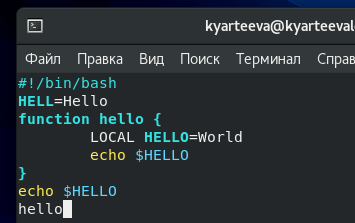 kyarteeva@kyarteeval
Файл Правка Вид Поиск Терминал Справ
#!/bin/bash
HELL=Hello
function hello {
LOCAL HELLO=World
echo $HELLO
}
echo $HELLO
hello